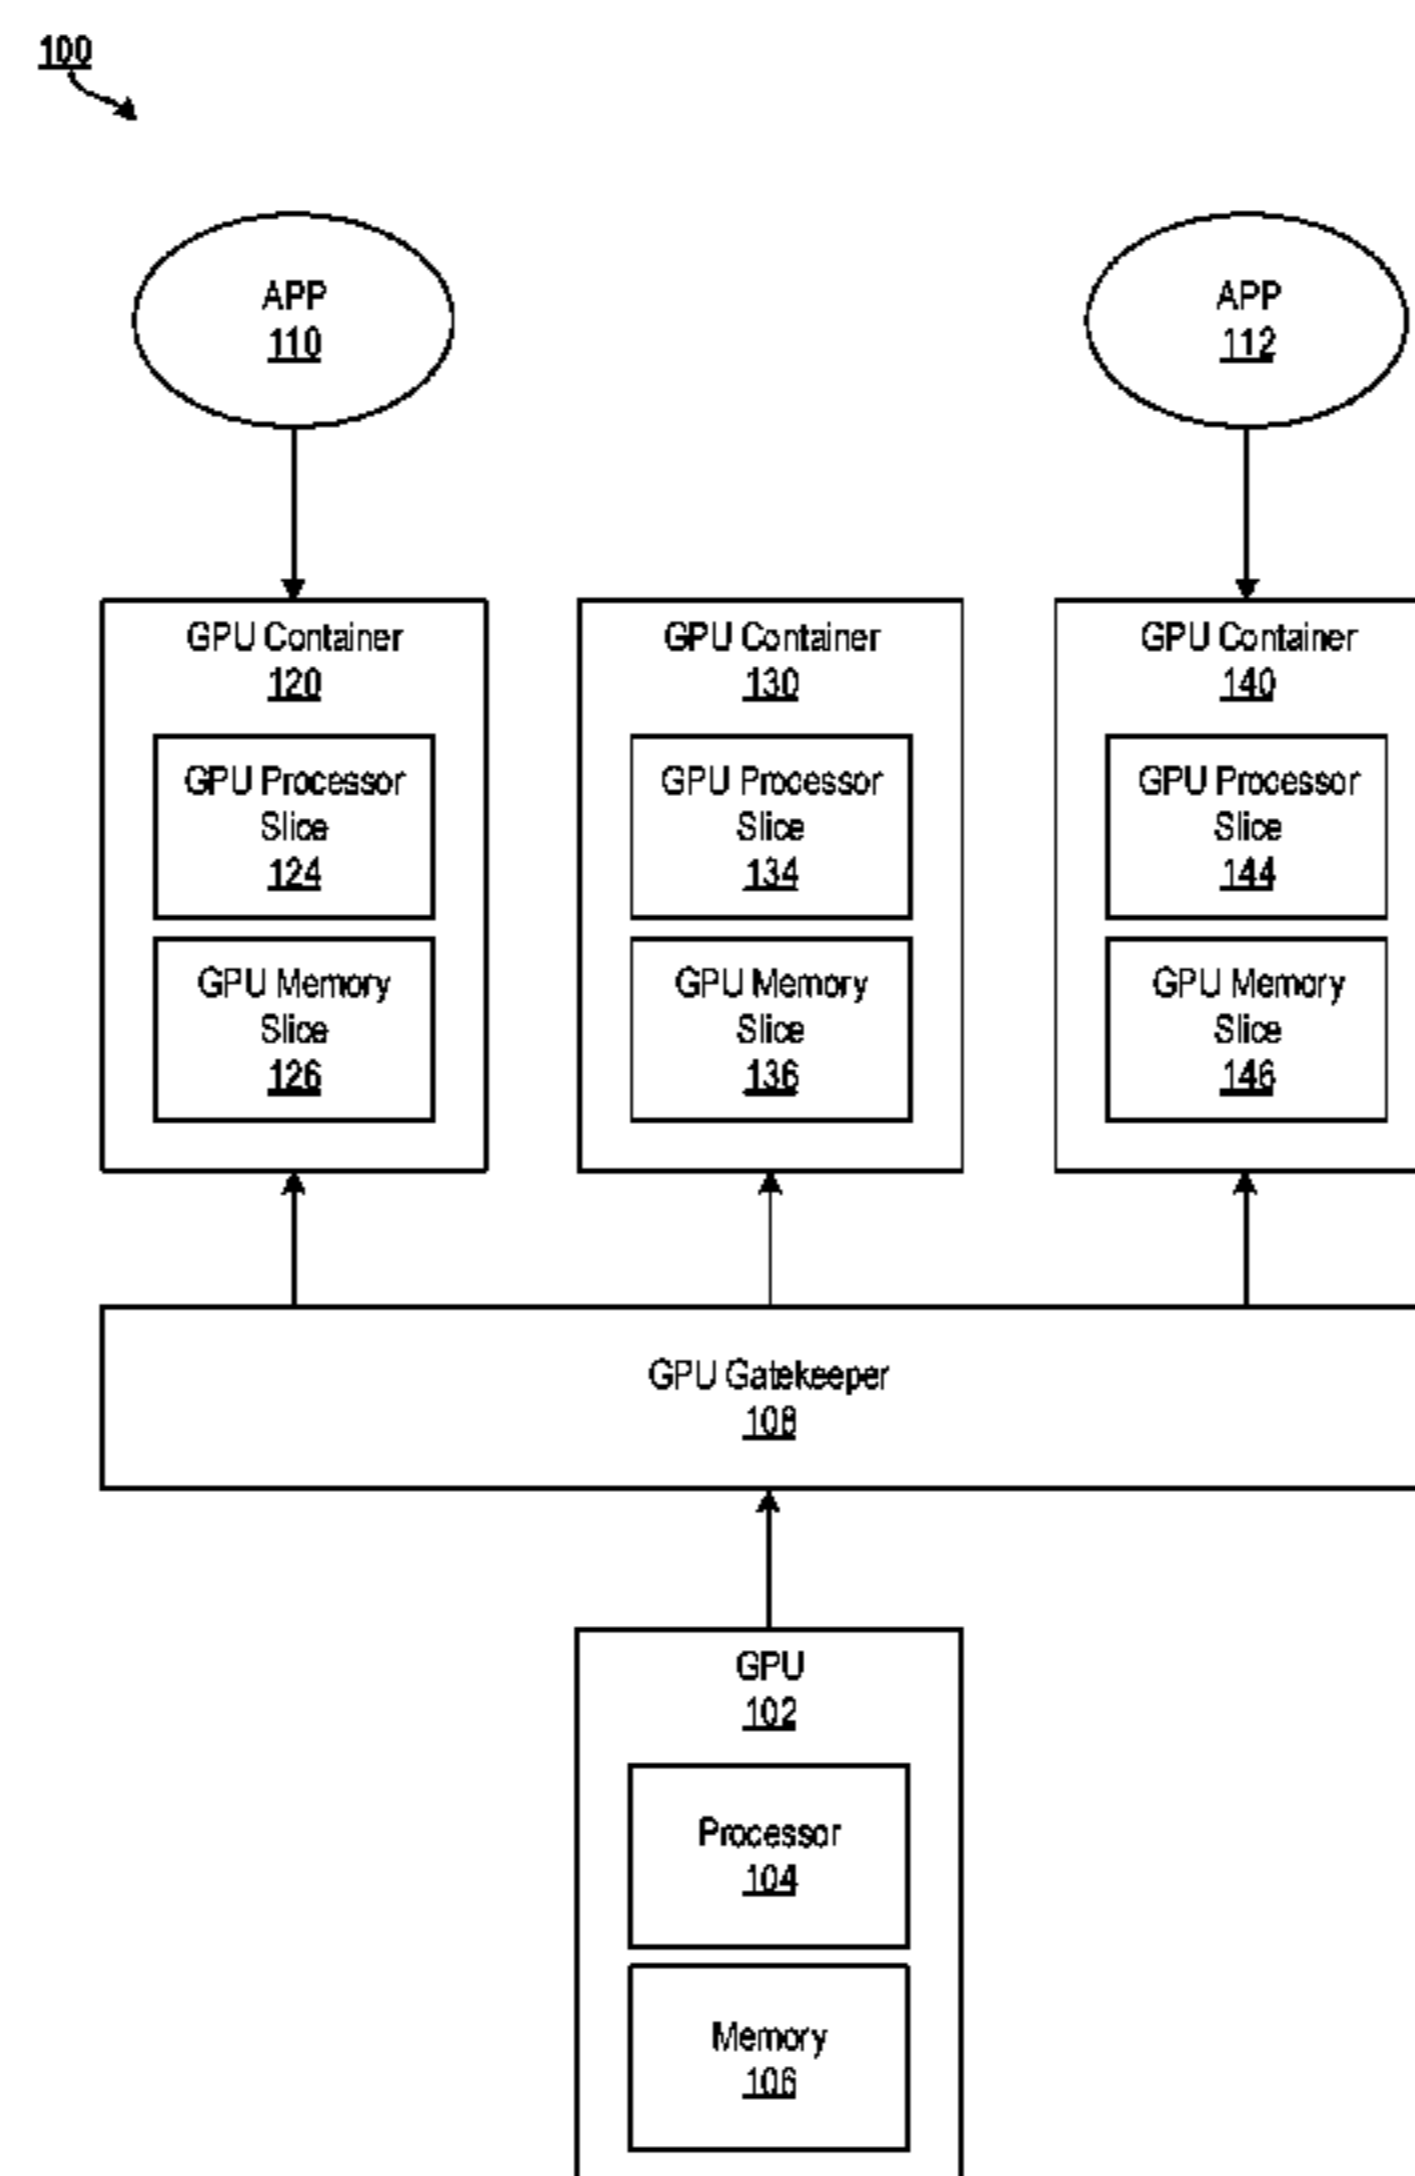 100
APP
110
APP
112
GPU Container
120
GPU Processor
Slice
124
GPU Memory
Slice
126
GPU Container
130
GPU Processor
Slice
134
GPU Memory
Slice
136
GPU Container
140
GPU Processor
Slice
144
GPU Memory
Slice
146
GPU Gatekeeper
108
GPU
102
Processor
104
Memory
106